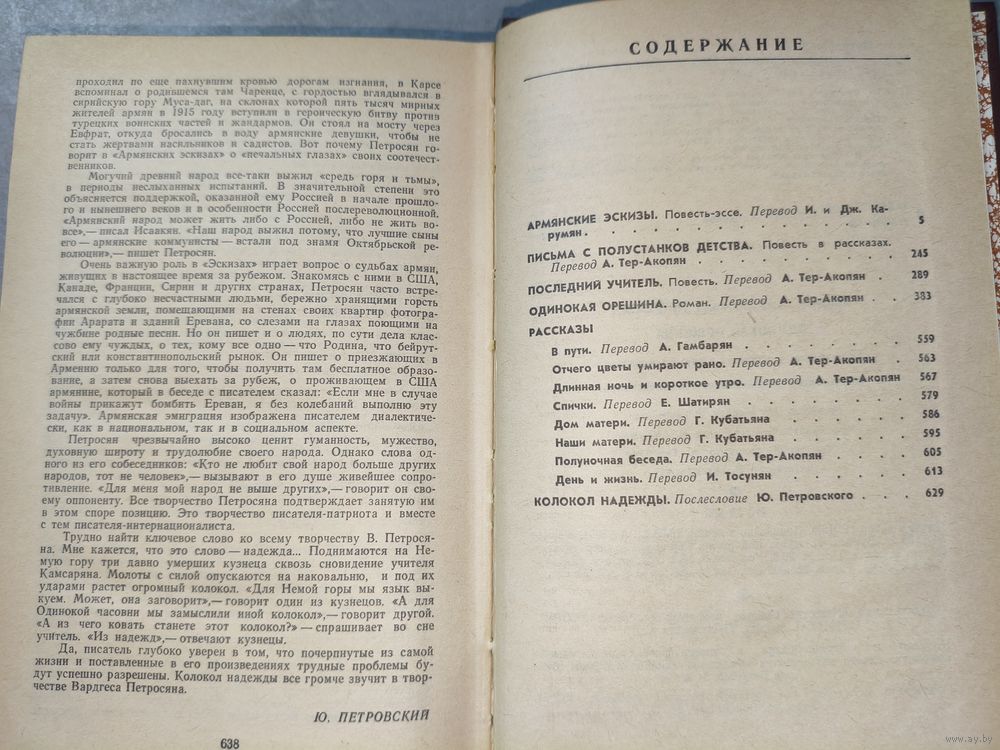 проходил по еще пахнувшим кровью дорогам изгнания, в Карсе
вспоминал о родившемся там Чаренце, с гордостью вглядывался в
сирийскую гору Муса-даг, на склонах которой пять тысяч мирных
жителей армян в 1915 году вступили в героическую битву против
турецких воинских частей и жандармов. Он стоял на мосту через
Евфрат, откуда бросались в воду армянские девушки, чтобы не
стать жертвами насильников и садистов. Вот почему Петросян го-
ворит в «Армянских эскизах» о «печальных глазах» своих соотечест-
венников.
Могучий древний народ все-таки выжил «средь горя и тьмы»,
в периоды неслыханных испытаний. В значительной степени это
объясняется поддержкой, оказанной ему Россией в начале прошло-
го и нынешнего веков и в особенности Россией послереволюционной.
«Армянский народ может жить либо с Россией, либо не жить во-
все»,— писал Исаакян. «Наш народ выжил потому, что лучшие сыны
его — армянские коммунисты — встали под знамя Октябрьской ре-
волюции»,— пишет Петросян.
Очень важную роль в «Эскизах» играет вопрос о судьбах армян,
живущих в настоящее время за рубежом. Знакомясь с ними в США,
Канаде, Франции, Сирии и других странах, Петросян часто встре-
чался с глубоко несчастными людьми, бережно хранящими горсть
армянской земли, помещающими на стенах своих квартир фотогра-
фии Арарата и зданий Еревана, со слезами на глазах поющими на
чужбине родные песни. Но он пишет и о людях, по сути дела клас-
сово ему чуждых, о тех, кому все одно — что Родина, что бейрут-
ский или константинопольский рынок. Он пишет о приезжающих в
Армению только для того, чтобы получить там бесплатное образо-
вание, а затем снова выехать за рубеж, о проживающем в США
армянине, который в беседе с писателем сказал: «Если мне в случае
войны прикажут бомбить Ереван, я без колебаний выполню эту
задачу». Армянская эмиграция изображена писателем диалектиче-
ски, как в национальном, так и в социальном аспекте.
Петросян чрезвычайно высоко ценит гуманность, мужество,
духовную широту и трудолюбие своего народа. Однако слова од-
ного из его собеседников: «Кто не любит свой народ больше других
народов, тот не человек»,— вызывают в его душе живейшее сопро-
тивление. «Для меня мой народ не выше других»,— говорит он сво-
ему оппоненту. Все творчество Петросяна подтверждает занятую им
в этом споре позицию. Это творчество писателя-патриота и вместе
с тем писателя-интернационалиста.
Трудно найти ключевое слово ко всему творчеству В. Петрося-
на. Мне кажется, что это слово — надежда... Поднимаются на Не-
мую гору три давно умерших кузнеца сквозь сновидение учителя
Камсаряна. Молоты с силой опускаются на наковальню, и под их
ударами растет огромный колокол. «Для Немой горы мы язык вы-
куем. Может, она заговорит»,— говорит один из кузнецов. «А для
Одинокой часовни мы замыслили иной колокол»,— говорит другой.
«А из чего ковать станете этот колокол?» — спрашивает во сне
учитель. «Из надежд»,— отвечают кузнецы.
Да, писатель глубоко уверен в том, что почерпнутые из самой
жизни и поставленные в его произведениях трудные проблемы бу-
дут успешно разрешены. Колокол надежды все громче звучит в твор-
честве Вардгеса Петросяна.
Ю. ПЕТРОВСКИЙ
638
СОДЕРЖАНИЕ
АРМЯНСКИЕ ЭСКИЗЫ. Повесть-эссе. Перевод И. и Дж. Ка-
румян . . . . . . . . . . . . 5
ПИСЬМА С ПОЛУСТАНКОВ ДЕТСТВА. Повесть в рассказах.
Перевод А. Тер-Акопян . . . . . . . . . 245
ПОСЛЕДНИЙ УЧИТЕЛЬ. Повесть. Перевод А. Тер-Акопян . . 289
ОДИНОКАЯ ОРЕШИНА. Роман. Перевод А. Тер-Акопян . . 383
РАССКАЗЫ
В пути. Перевод А. Гамбарян . . . . . . . 559
Отчего цветы умирают рано. Перевод А. Тер-Акопян . . 563
Длинная ночь и короткое утро. Перевод А. Тер-Акопян 567
Спички. Перевод Е. Шатирян . . . . . . . 579
Дом матери. Перевод Г. Кубатьяна . . . . . . 586
Наши матери. Перевод Г. Кубатьяна . . . . . . 595
Полуночная беседа. Перевод А. Тер-Акопян . . . . 605
День и жизнь. Перевод И. Тосунян . . . . . . 613
КОЛОКОЛ НАДЕЖДЫ. Послесловие Ю. Петровского . . . 629
www.ay.by